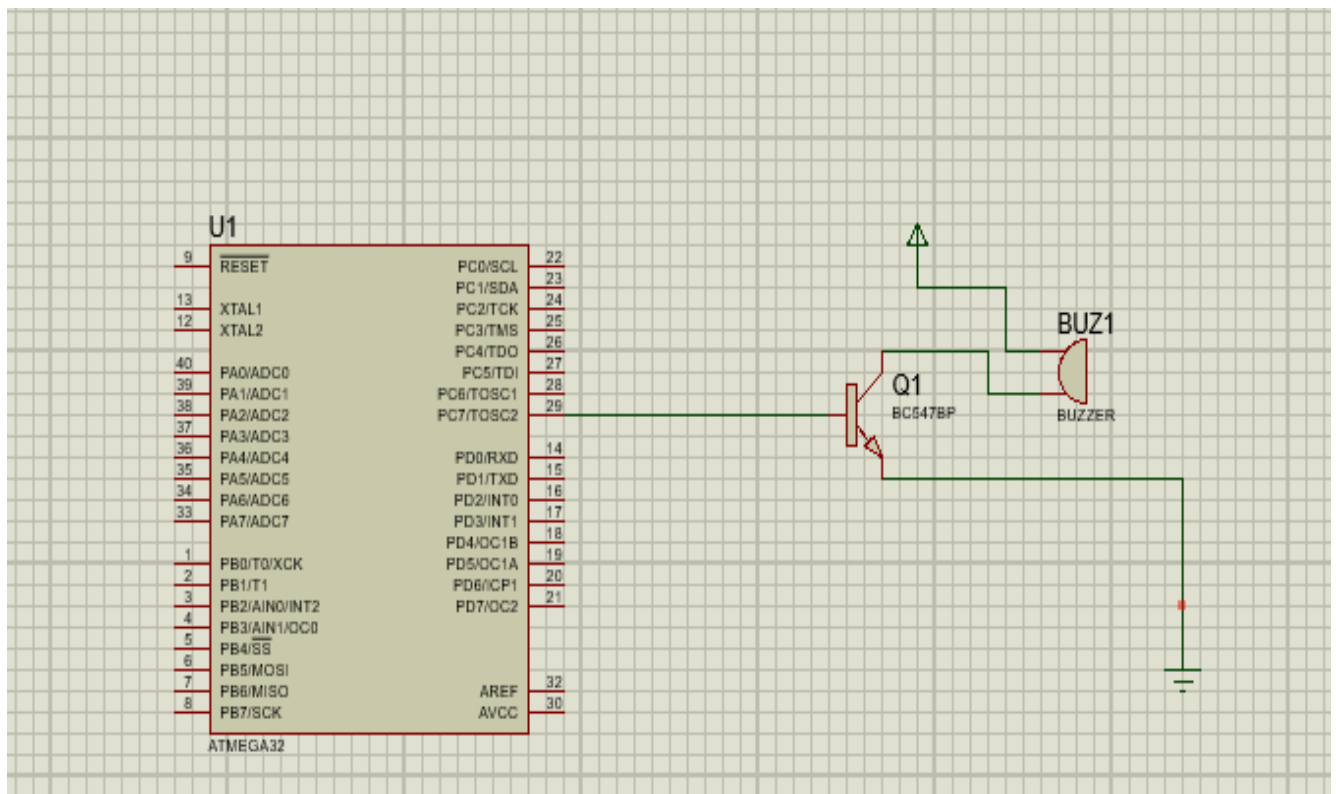 U1
9 RESET PC0/SCL 22
PC1/SDA 23
13 XTAL1 PC2/TCK 24
12 XTAL2 PC3/TMS 25
PC4/TDO 26
40 PA0/ADC0 PC5/TDI 27
39 PA1/ADC1 PC6/TOSC1 28
38 PA2/ADC2 PC7/TOSC2 29
37 PA3/ADC3
36 PA4/ADC4 PD0/RXD 14
35 PA5/ADC5 PD1/TXD 15
34 PA6/ADC6 PD2/INT0 16
33 PA7/ADC7 PD3/INT1 17
PD4/OC1B 18
1 PB0/T0/XCK PD5/OC1A 19
2 PB1/T1 PD6/ICP1 20
3 PB2/AIN0/INT2 PD7/OC2 21
4 PB3/AIN1/OC0
5 PB4/SS
6 PB5/MOSI
7 PB6/MISO AREF 32
8 PB7/SCK AVCC 30
ATMEGA32
Q1
BC547BP
BUZ1
BUZZER